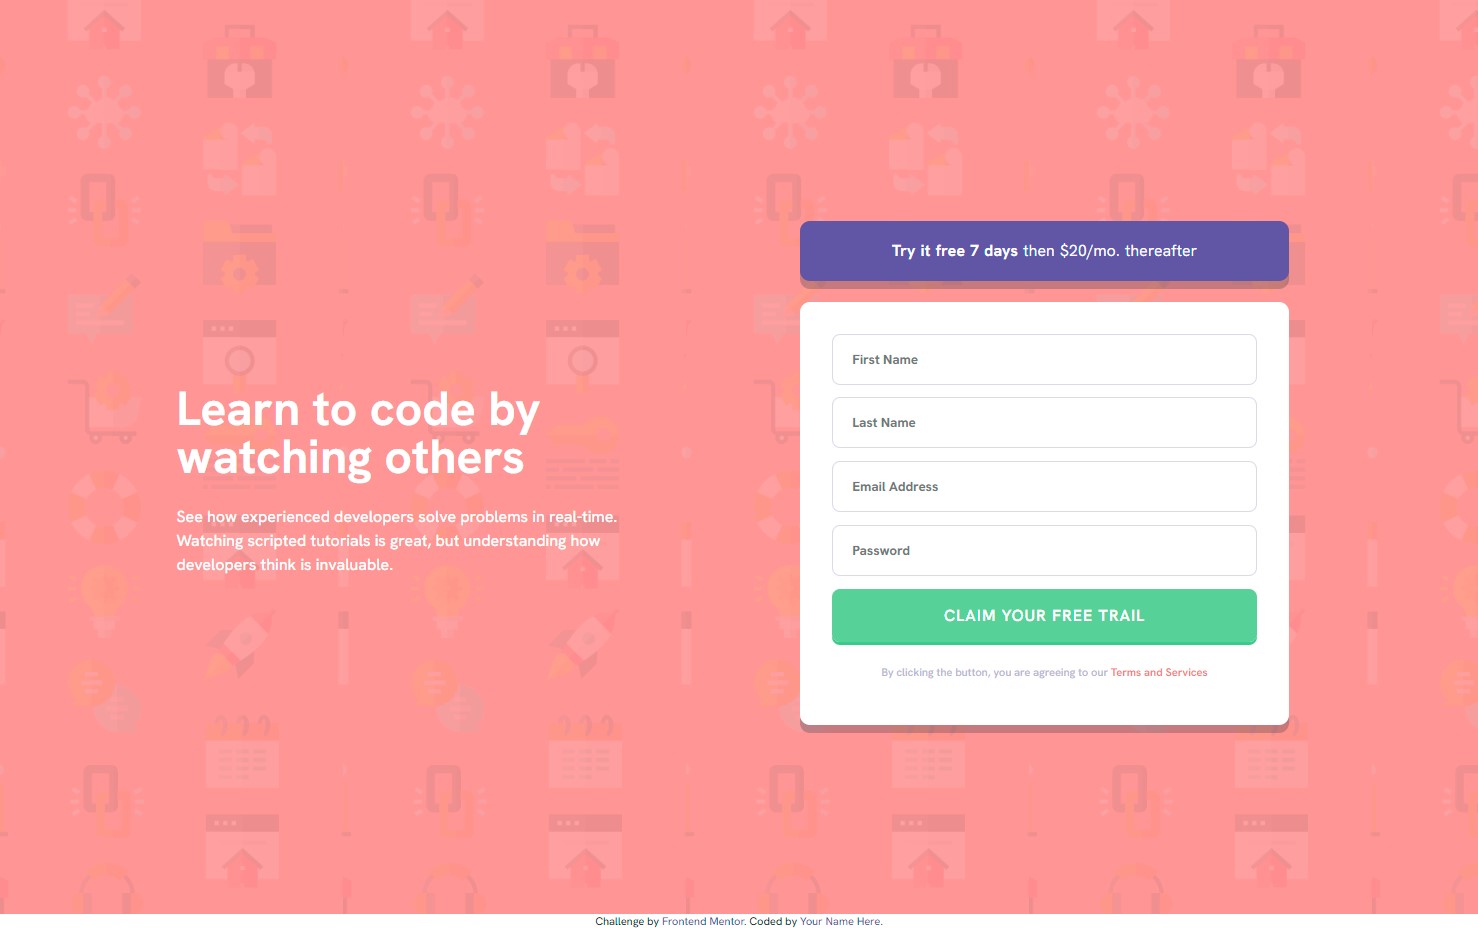 Learn to code by
watching others
See how experienced developers solve problems in real-time.
Watching scripted tutorials is great, but understanding how
developers think is invaluable.
Try it free 7 days then $20/mo. thereafter
First Name
Last Name
Email Address
Password
CLAIM YOUR FREE TRAIL
By clicking the button, you are agreeing to our Terms and Services
Challenge by Frontend Mentor. Coded by Your Name Here.